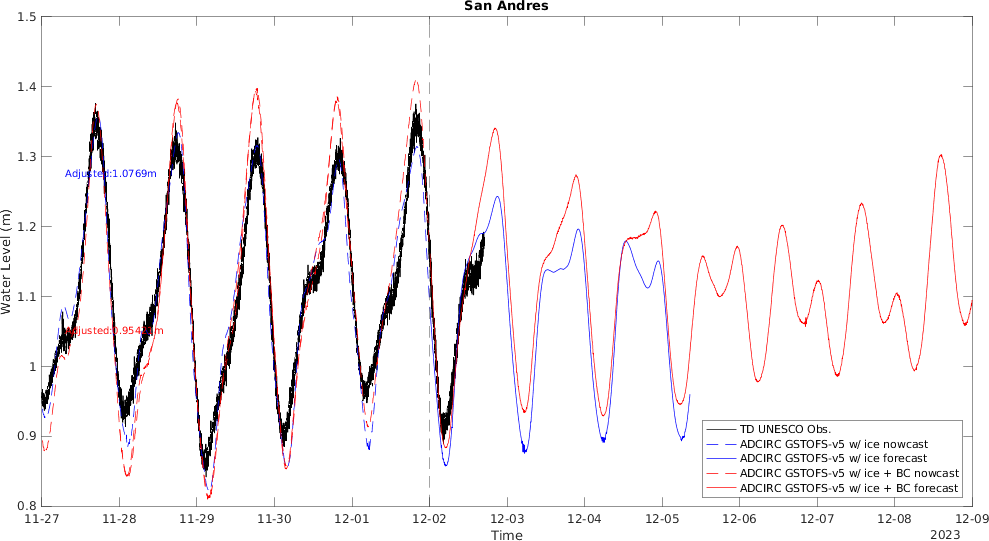 San Andres
1.5
1.4
1.3
1.2
1.1
1
0.9
0.8
Water Level (m)
Adjusted:1.0769m
11-27
11-28
11-29
11-30
12-01
12-02
12-03
12-04
12-05
12-06
12-07
12-08
12-09
Time
2023
TD UNESCO Obs.
ADCIRC GSTOFS-v5 w/ ice nowcast
ADCIRC GSTOFS-v5 w/ ice forecast
ADCIRC GSTOFS-v5 w/ ice + BC nowcast
ADCIRC GSTOFS-v5 w/ ice + BC forecast